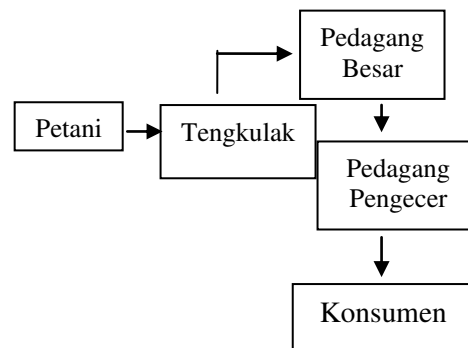 Petani
Tengkulak
Pedagang
Besar
Pedagang
Pengecer
Konsumen